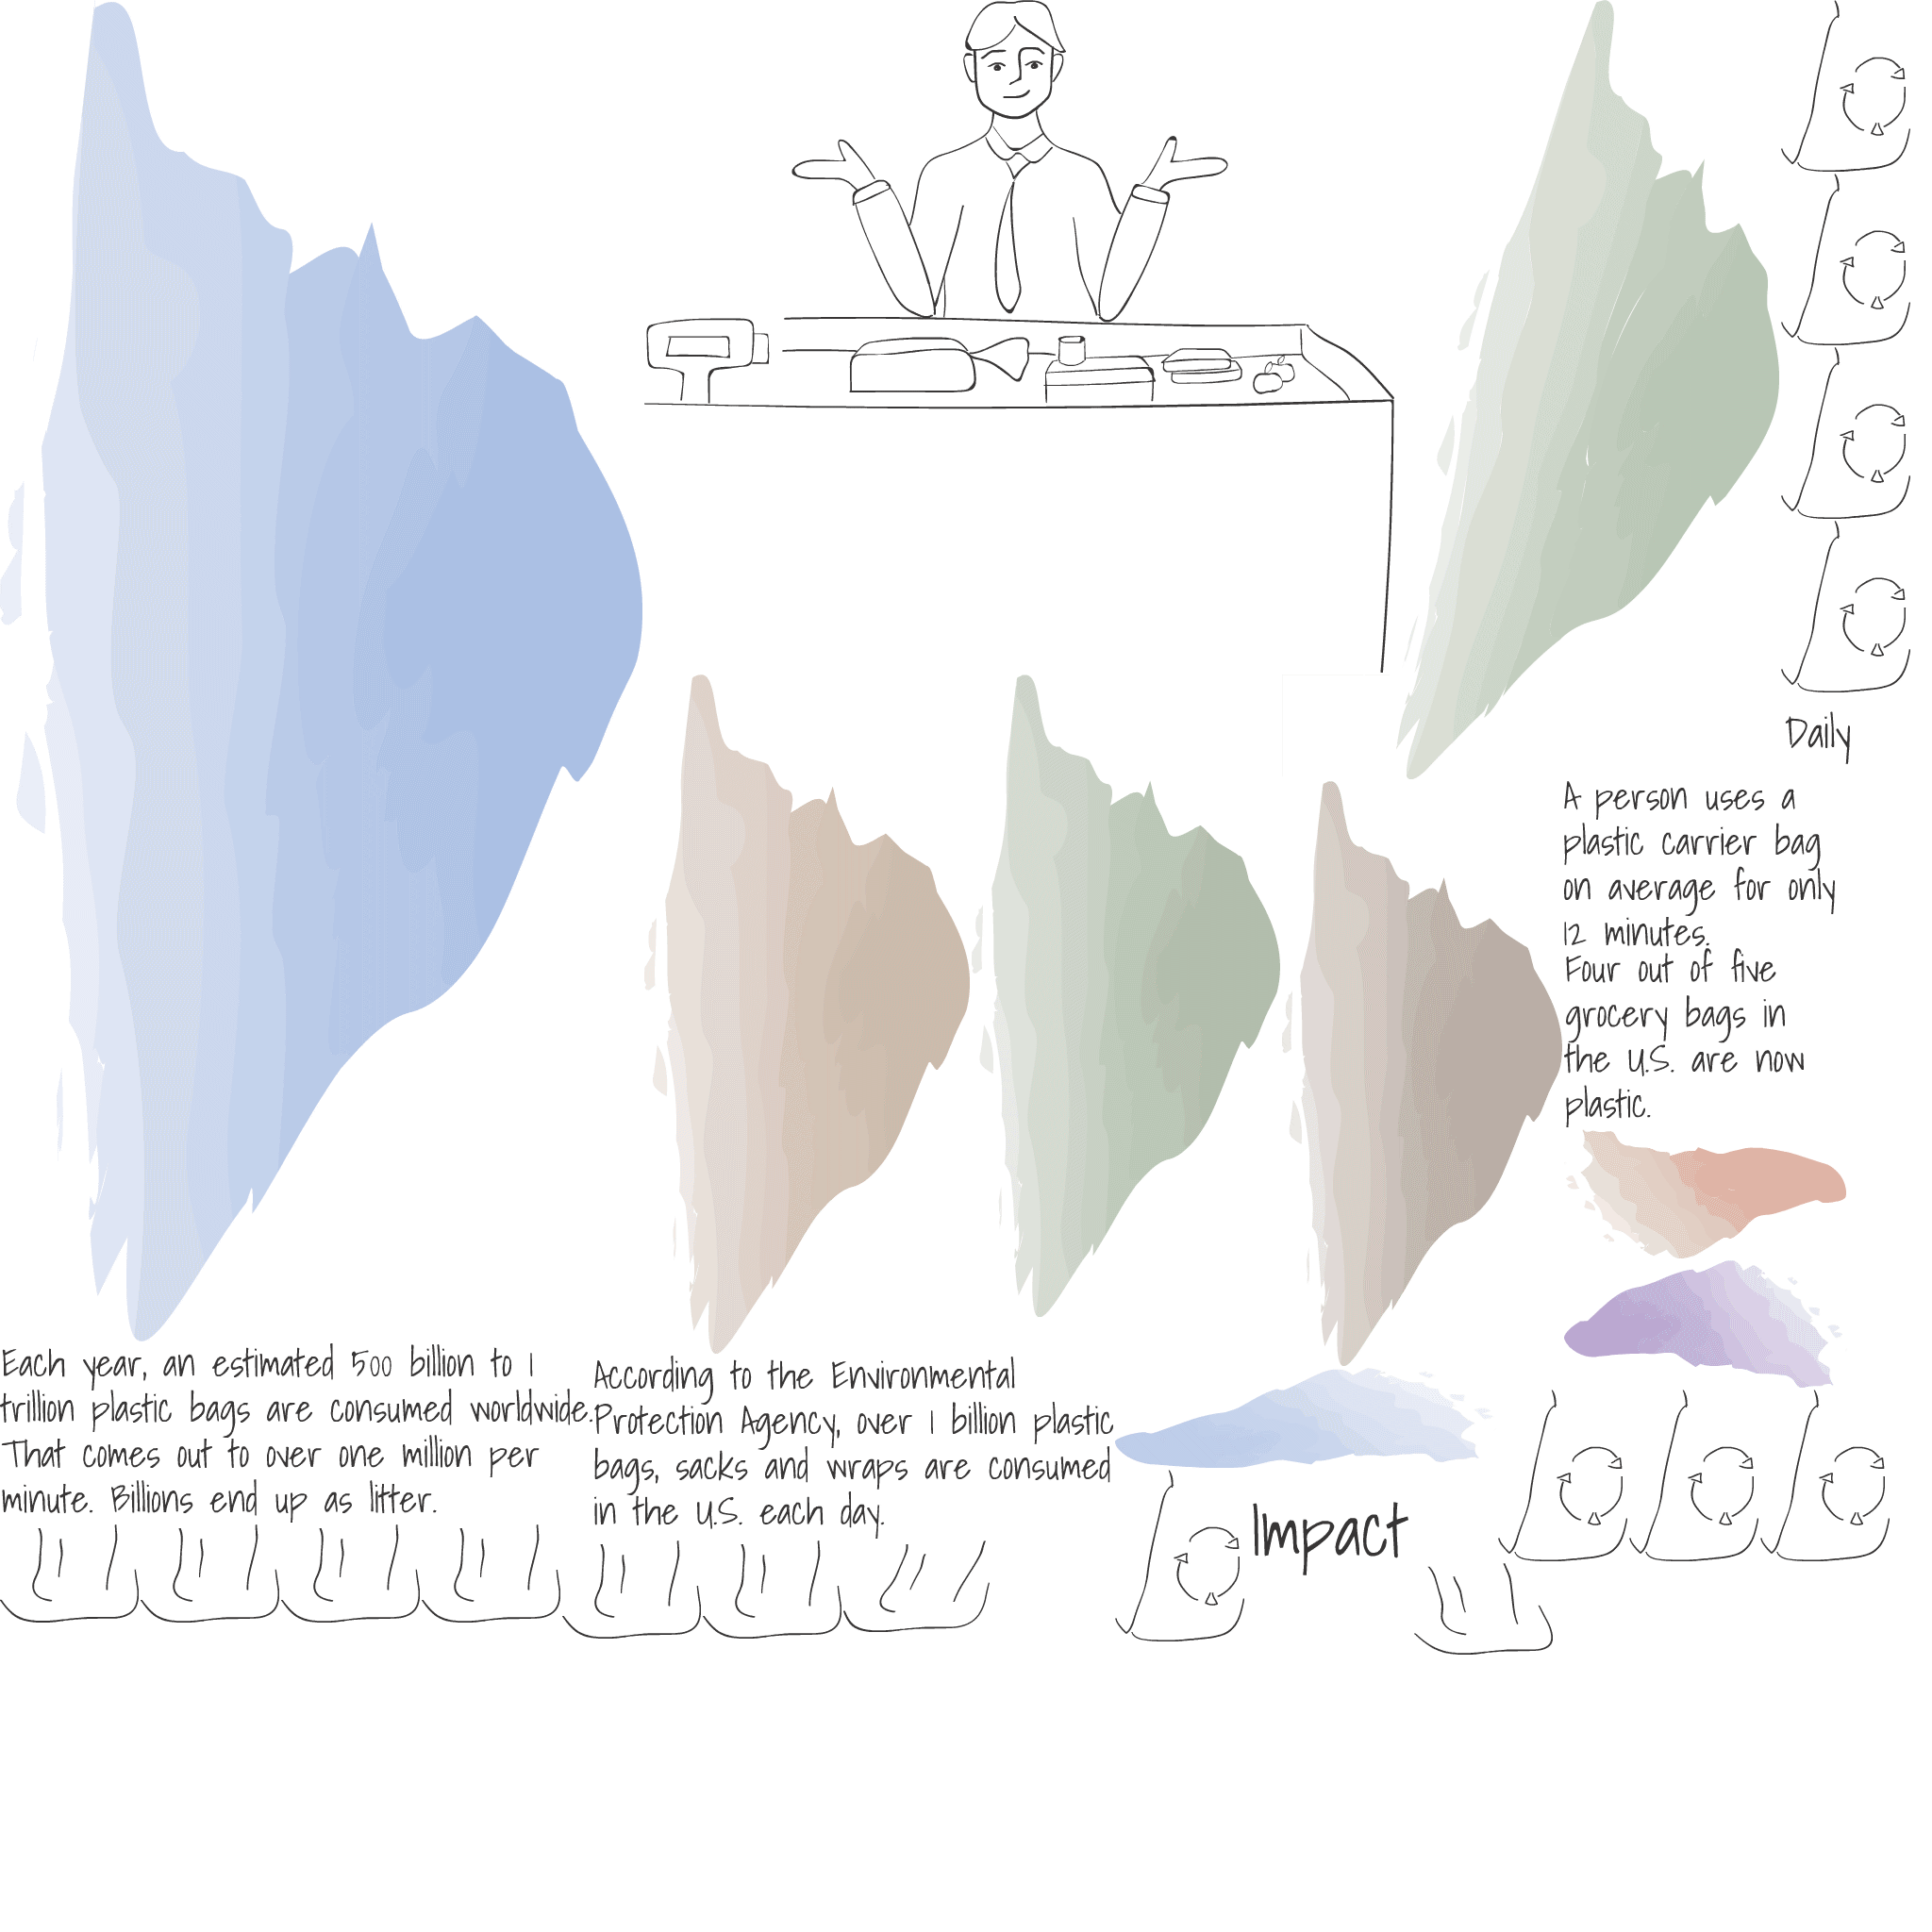 Daily
A person uses a
plastic carrier bag
on average for only
12 minutes.
Four out of five
grocery bags in
the U.S. are now
plastic.
Each year, an estimated 500 billion to 1
trillion plastic bags are consumed worldwide.
That comes out to over one million per
minute. Billions end up as litter.
According to the Environmental
Protection Agency, over 1 billion plastic
bags, sacks and wraps are consumed
in the U.S. each day.
Impact